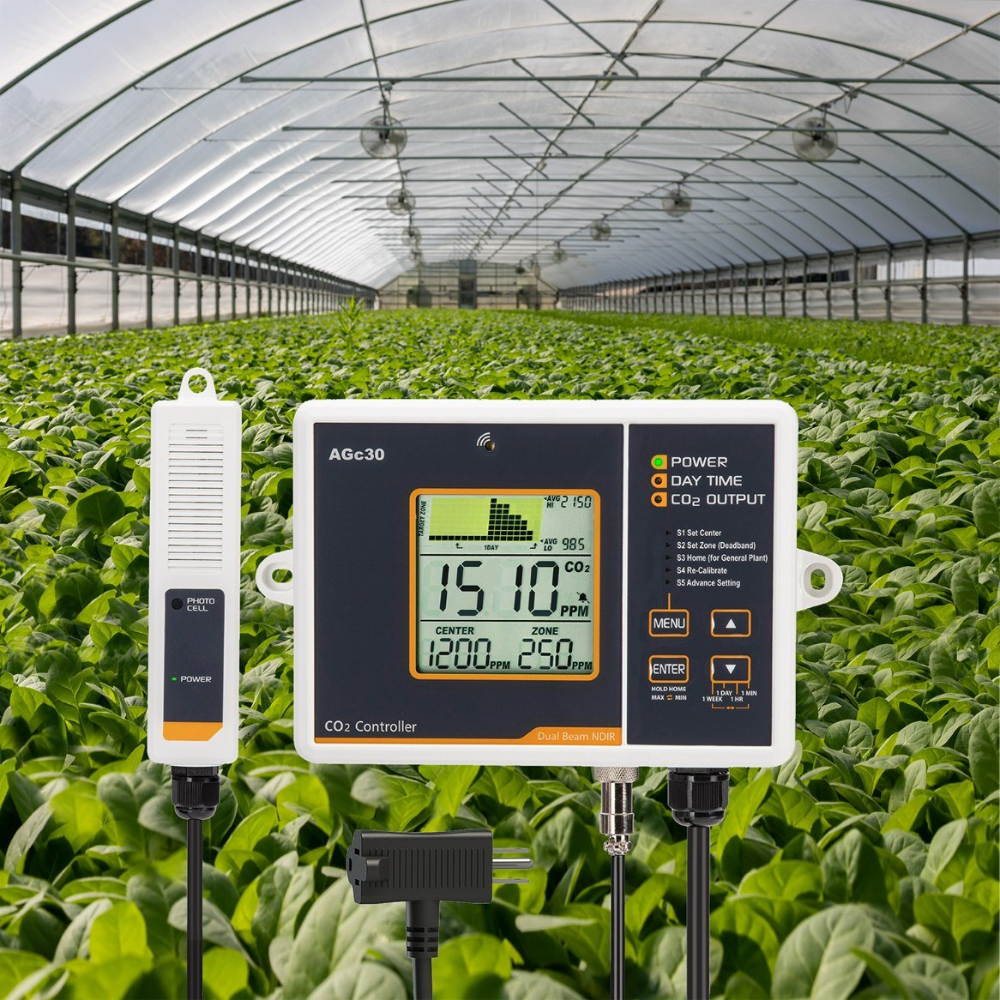 AGc30
TARGET ZONE
AVG HI 2150
1DAY
AVG LO 985
1510 CO2 PPM
CENTER ZONE
1200PPM 250PPM
CO2 Controller
Dual Beam NDIR
POWER
DAY TIME
CO2 OUTPUT
S1 Set Center
S2 Set Zone (Deadband)
S3 Home (for General Plant)
S4 Re-Calibrate
S5 Advance Setting
MENU
ENTER
HOLD HOME
MAX MIN
1 DAY 1 MIN
1 WEEK 1 HR
PHOTO
CELL
POWER